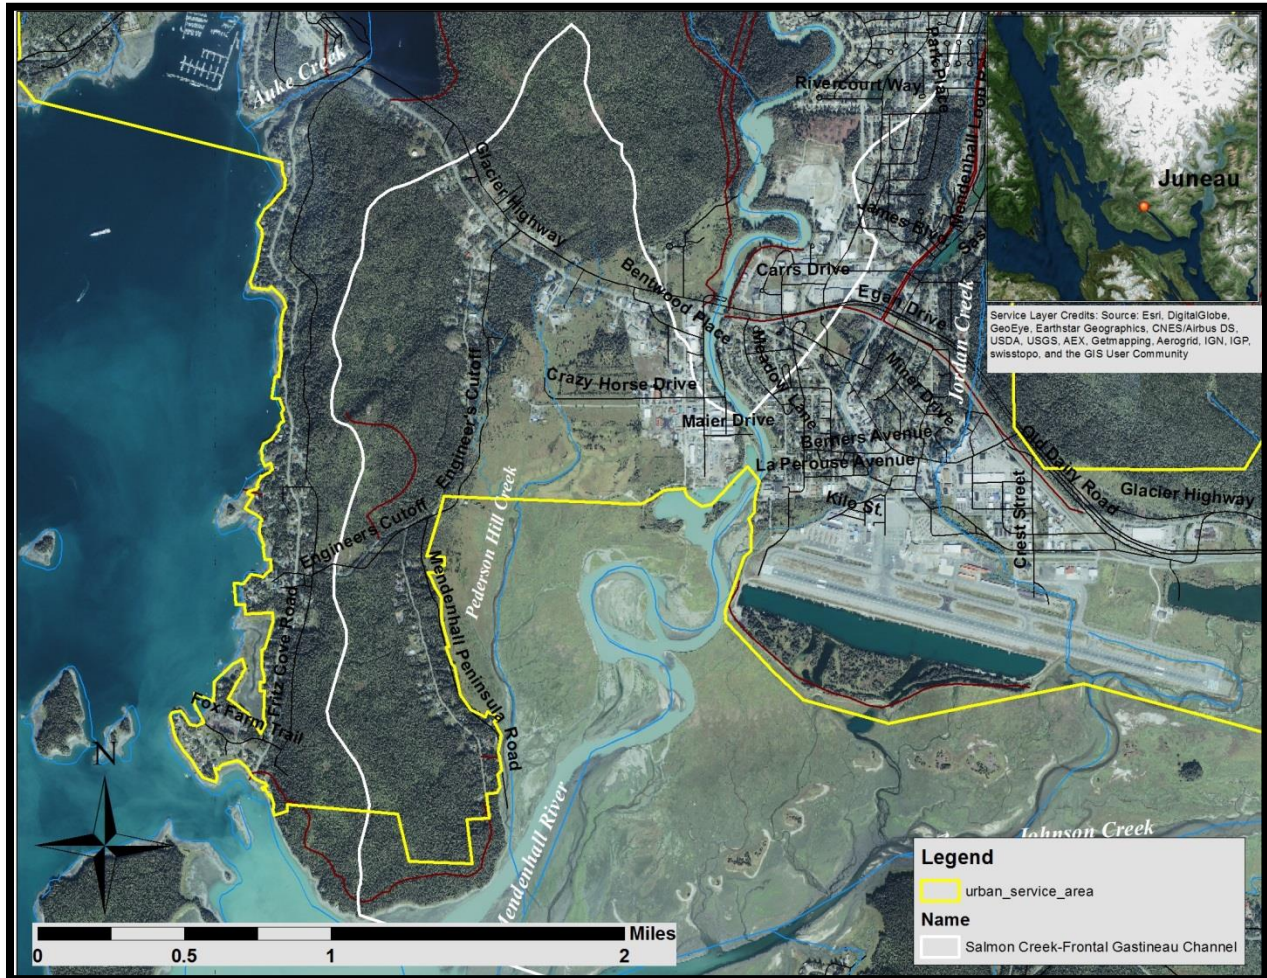 Auke Creek
Park Place
Rivercourt Way
Juneau
Glacier Highway
James Blvd
Bentwood Place
Carrs Drive
Egan Drive
Jordan Creek
Service Layer Credits: Source: Esri, DigitalGlobe,
GeoEye, Earthstar Geographics, CNES/Airbus DS,
USDA, USGS, AEX, Getmapping, Aerogrid, IGN, IGP,
swisstopo, and the GIS User Community
Engineer's Cutoff
Crazy Horse Drive
Meadow Lane
Miner Drive
Maier Drive
Berners Avenue
La Perouse Avenue
Old Dairy Road
Glacier Highway
Kilo St.
Crest Street
Engineers Cutoff
Pederson Hill Creek
Mendenhall Peninsula Road
Fritz Cove Road
Fox Farm Trail
N
Mendenhall River
Johnson Creek
Legend
urban_service_area
Name
Salmon Creek-Frontal Gastineau Channel
0 0.5 1 2 Miles